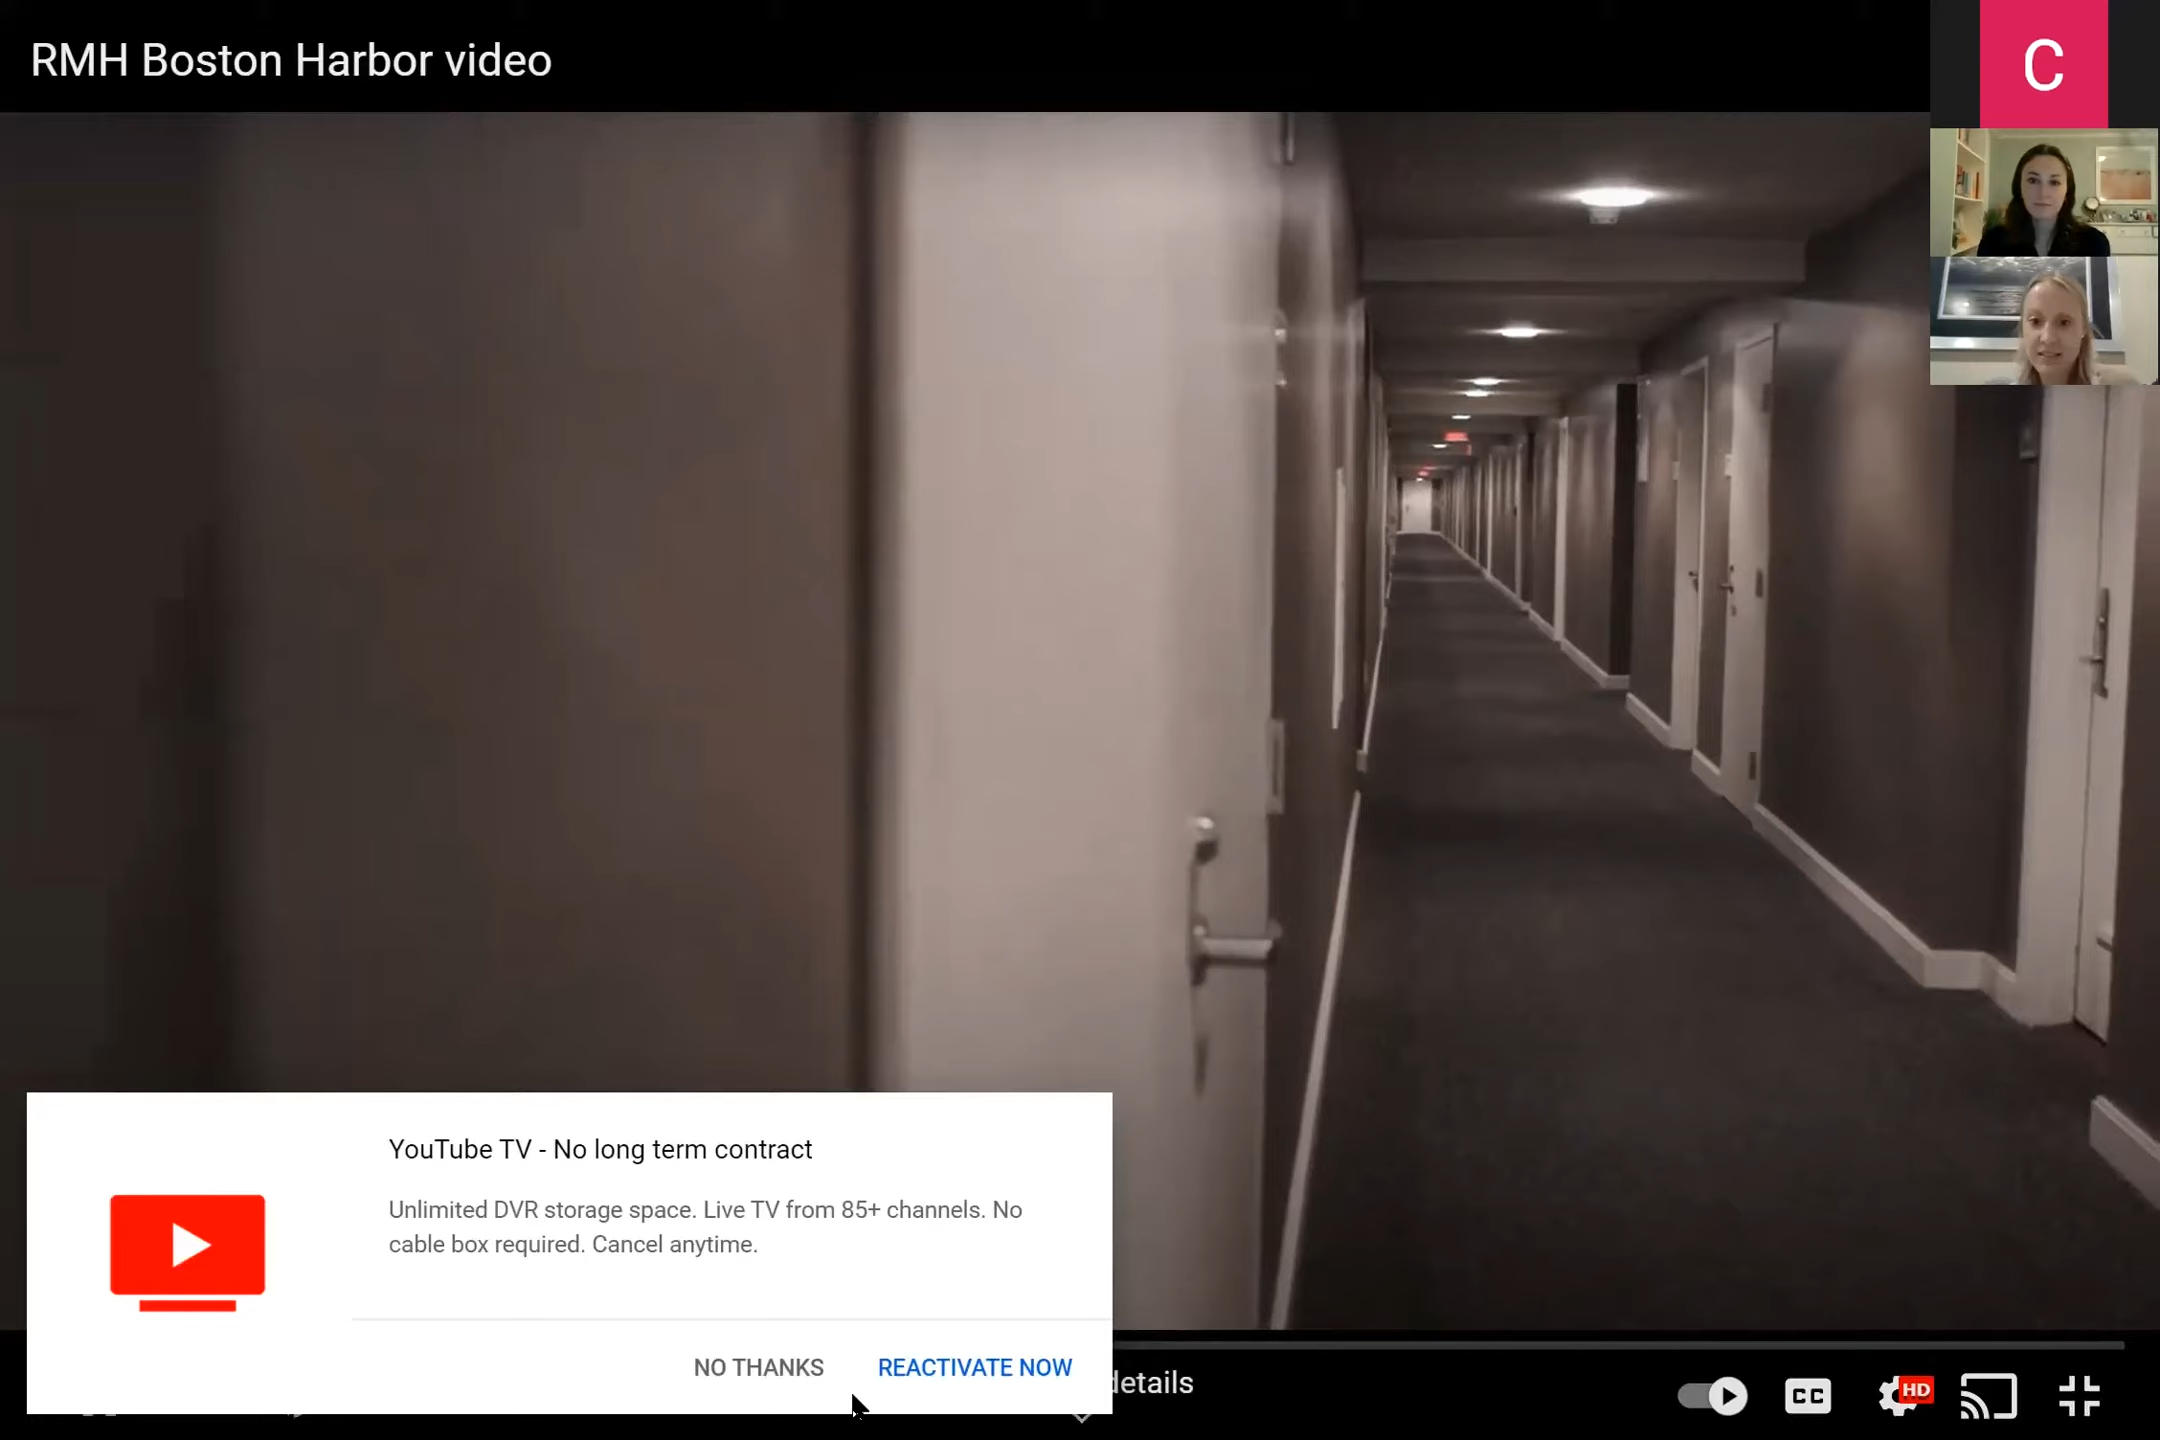 RMH Boston Harbor video
C
YouTube TV - No long term contract
Unlimited DVR storage space. Live TV from 85+ channels. No
cable box required. Cancel anytime.
NO THANKS
REACTIVATE NOW
details
CC
HD